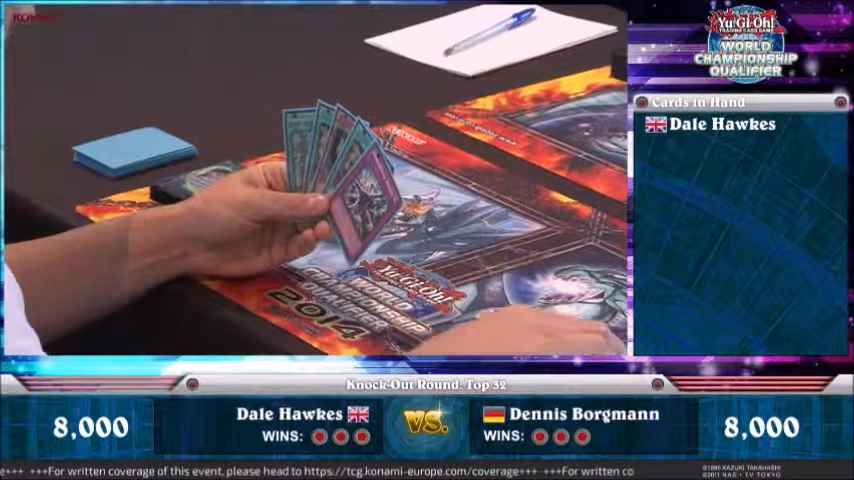 KONAMI
Yu-Gi-Oh!
TRADING CARD GAME
WORLD
CHAMPIONSHIP
QUALIFIER
Cards in Hand
Dale Hawkes
Yu-Gi-Oh!
WORLD
CHAMPIONSHIP
QUALIFIER
2014
Knock-Out Round: Top 32
8,000
Dale Hawkes
WINS:
VS.
Dennis Borgmann
WINS:
8,000
e+++ +++For written coverage of this event, please head to https://tcg.konami-europe.com/coverage+++ +++For written co
©1996 KAZUKI TAKAHASHI
©2011 NAS • TV TOKYO